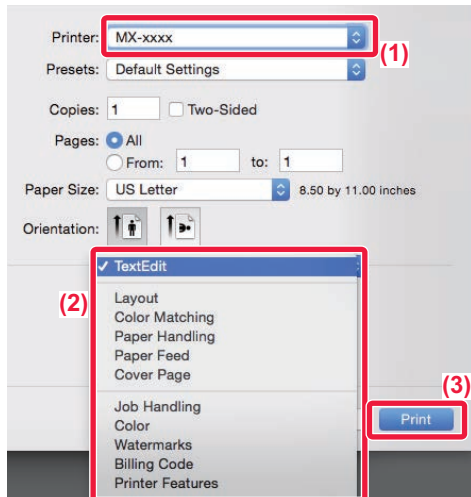 Printer: MX-xxxx
(1)
Presets: Default Settings
Copies: 1 Two-Sided
Pages: All
From: 1 to: 1
Paper Size: US Letter 8.50 by 11.00 inches
Orientation:
✓ TextEdit
(2)
Layout
Color Matching
Paper Handling
Paper Feed
Cover Page
Job Handling
(3)
Color
Print
Watermarks
Billing Code
Printer Features